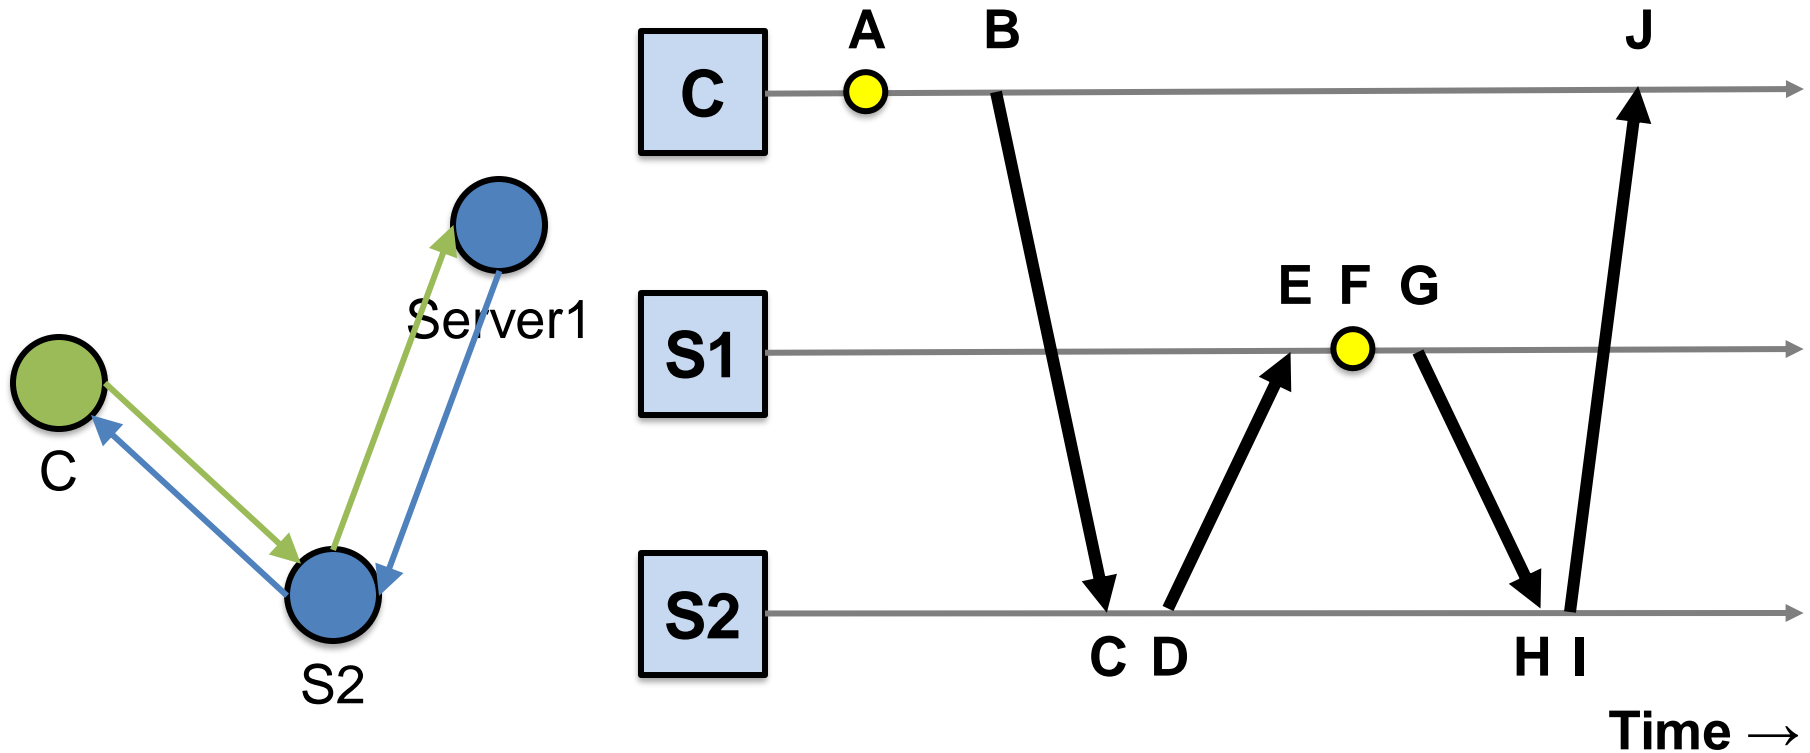 A B J
C
E F G
Server1
S1
C
S2
C D H I
S2
Time →